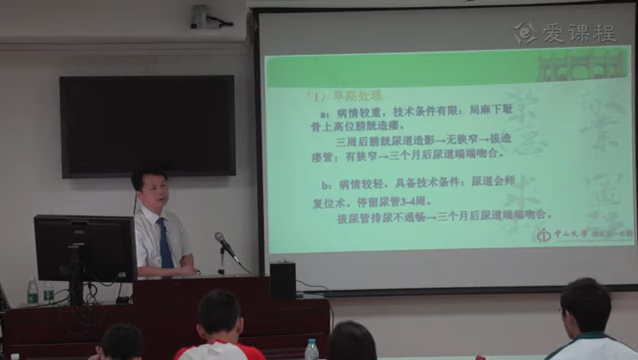 爱课程
（1）早期处理
a：病情较重，技术条件有限：局麻下耻
骨上高位膀胱造瘘。
三周后膀胱尿道造影→无狭窄→拔造
瘘管；有狭窄→三个月后尿道端端吻合。
b：病情较轻，具备技术条件：尿道会师
复位术，停留尿管3-4周。
拔尿管排尿不通畅→三个月后尿道端端吻合。
中山大学